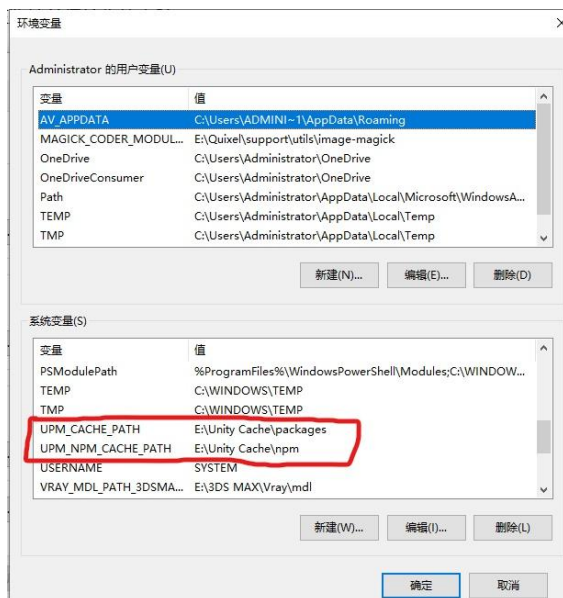 环境变量
Administrator 的用户变量(U)
变量 值
AV_APPDATA C:\Users\ADMINI~1\AppData\Roaming
MAGICK_CODER_MODUL... E:\Quixel\support\utils\image-magick
OneDrive C:\Users\Administrator\OneDrive
OneDriveConsumer C:\Users\Administrator\OneDrive
Path C:\Users\Administrator\AppData\Local\Microsoft\WindowsA...
TEMP C:\Users\Administrator\AppData\Local\Temp
TMP C:\Users\Administrator\AppData\Local\Temp
新建(N)... 编辑(E)... 删除(D)
系统变量(S)
变量 值
PSModulePath %ProgramFiles%\WindowsPowerShell\Modules;C:\WINDOW...
TEMP C:\WINDOWS\TEMP
TMP C:\WINDOWS\TEMP
UPM_CACHE_PATH E:\Unity Cache\packages
UPM_NPM_CACHE_PATH E:\Unity Cache\npm
USERNAME SYSTEM
VRAY_MDL_PATH_3DSMA... E:\3DS MAX\Vray\mdl
新建(W)... 编辑(I)... 删除(L)
确定 取消